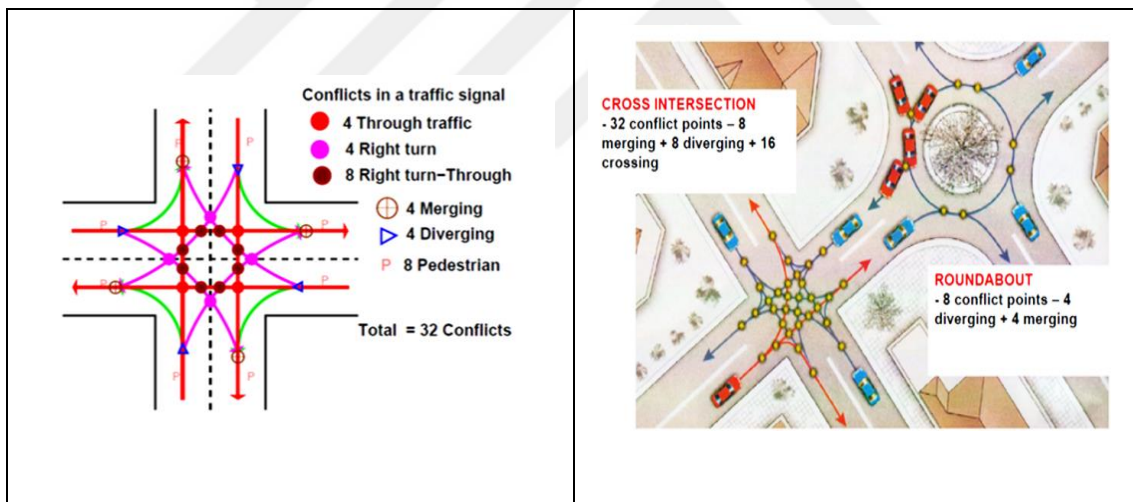 Conflicts in a traffic signal
4 Through traffic
4 Right turn
8 Right turn–Through
4 Merging
4 Diverging
P 8 Pedestrian
Total = 32 Conflicts
P
P
P
P
P
P
P
P
CROSS INTERSECTION
- 32 conflict points – 8
merging + 8 diverging + 16
crossing
ROUNDABOUT
- 8 conflict points – 4
diverging + 4 merging